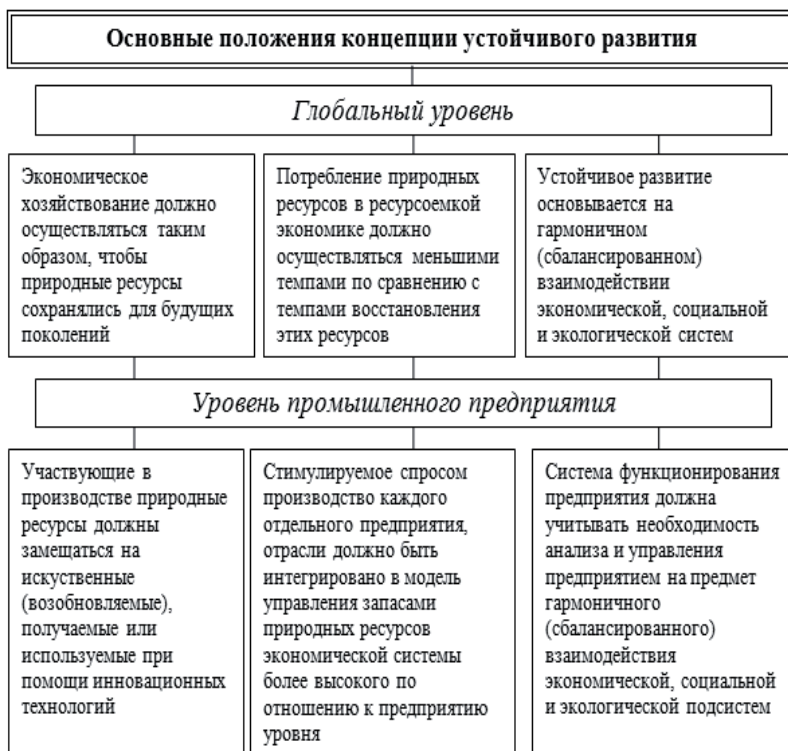 Основные положения концепции устойчивого развития
Глобальный уровень
Экономическое
хозяйствование должно
осуществляться таким
образом, чтобы
природные ресурсы
сохранялись для будущих
поколений
Потребление природных
ресурсов в ресурсоемкой
экономике должно
осуществляться меньшими
темпами по сравнению с
темпами восстановления
этих ресурсов
Устойчивое развитие
основывается на
гармоничном
(сбалансированном)
взаимодействии
экономической, социальной
и экологической систем
Уровень промышленного предприятия
Участвующие в
производстве природные
ресурсы должны
замещаться на
искуственные
(возобновляемые),
получаемые или
используемые при
помощи инновационных
технологий
Стимулируемое спросом
производство каждого
отдельного предприятия,
отрасли должно быть
интегрировано в модель
управления запасами
природных ресурсов
экономической системы
более высокого по
отношению к предприятию
уровня
Система функционирования
предприятия должна
учитывать необходимость
анализа и управления
предприятием на предмет
гармоничного
(сбалансированного)
взаимодействия
экономической, социальной
и экологической подсистем